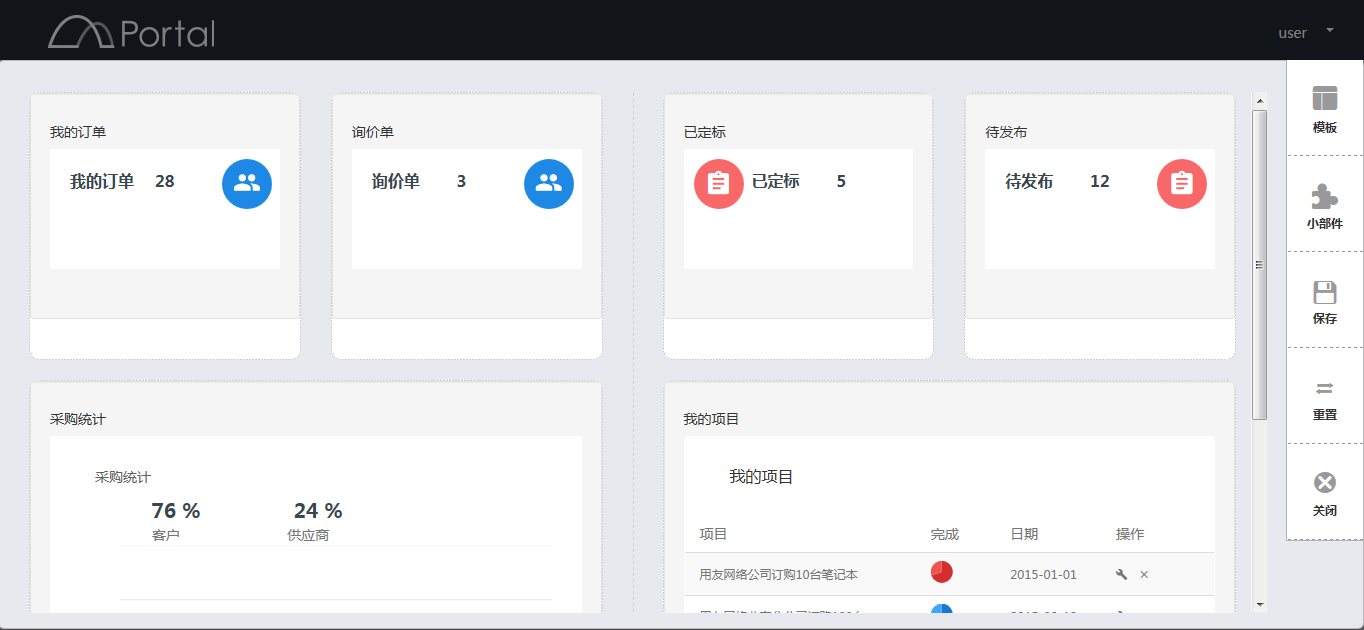 Portal
user
我的订单
询价单
已定标
待发布
我的订单 28
询价单 3
已定标 5
待发布 12
模板
小部件
保存
重置
关闭
采购统计
采购统计
76 %
24 %
客户
供应商
我的项目
我的项目
项目 完成 日期 操作
用友网络公司订购10台笔记本 2015-01-01